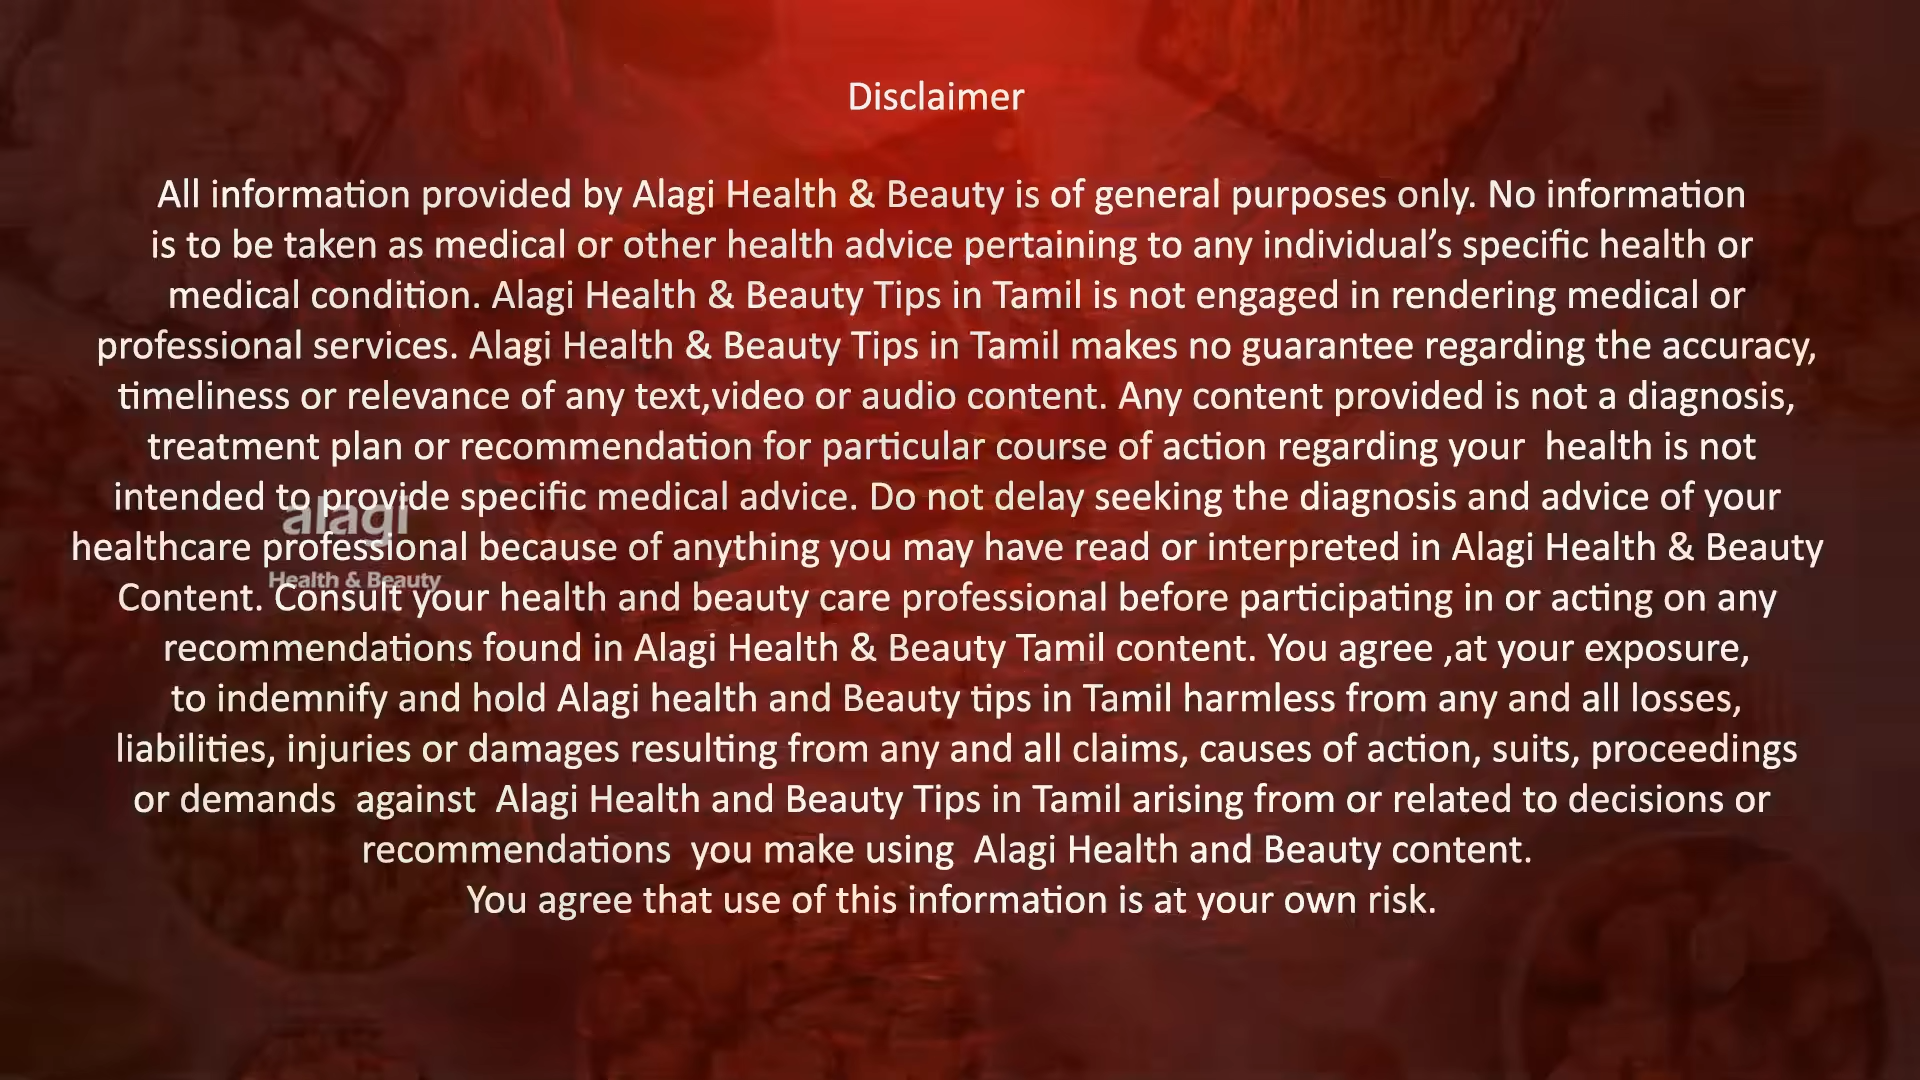 Disclaimer
All information provided by Alagi Health & Beauty is of general purposes only. No information
is to be taken as medical or other health advice pertaining to any individual’s specific health or
medical condition. Alagi Health & Beauty Tips in Tamil is not engaged in rendering medical or
professional services. Alagi Health & Beauty Tips in Tamil makes no guarantee regarding the accuracy,
timeliness or relevance of any text,video or audio content. Any content provided is not a diagnosis,
treatment plan or recommendation for particular course of action regarding your  health is not
intended to provide specific medical advice. Do not delay seeking the diagnosis and advice of your
alagi
healthcare professional because of anything you may have read or interpreted in Alagi Health & Beauty
Health & Beauty
Content. Consult your health and beauty care professional before participating in or acting on any
recommendations found in Alagi Health & Beauty Tamil content. You agree ,at your exposure,
to indemnify and hold Alagi health and Beauty tips in Tamil harmless from any and all losses,
liabilities, injuries or damages resulting from any and all claims, causes of action, suits, proceedings
or demands  against  Alagi Health and Beauty Tips in Tamil arising from or related to decisions or
recommendations  you make using  Alagi Health and Beauty content.
You agree that use of this information is at your own risk.